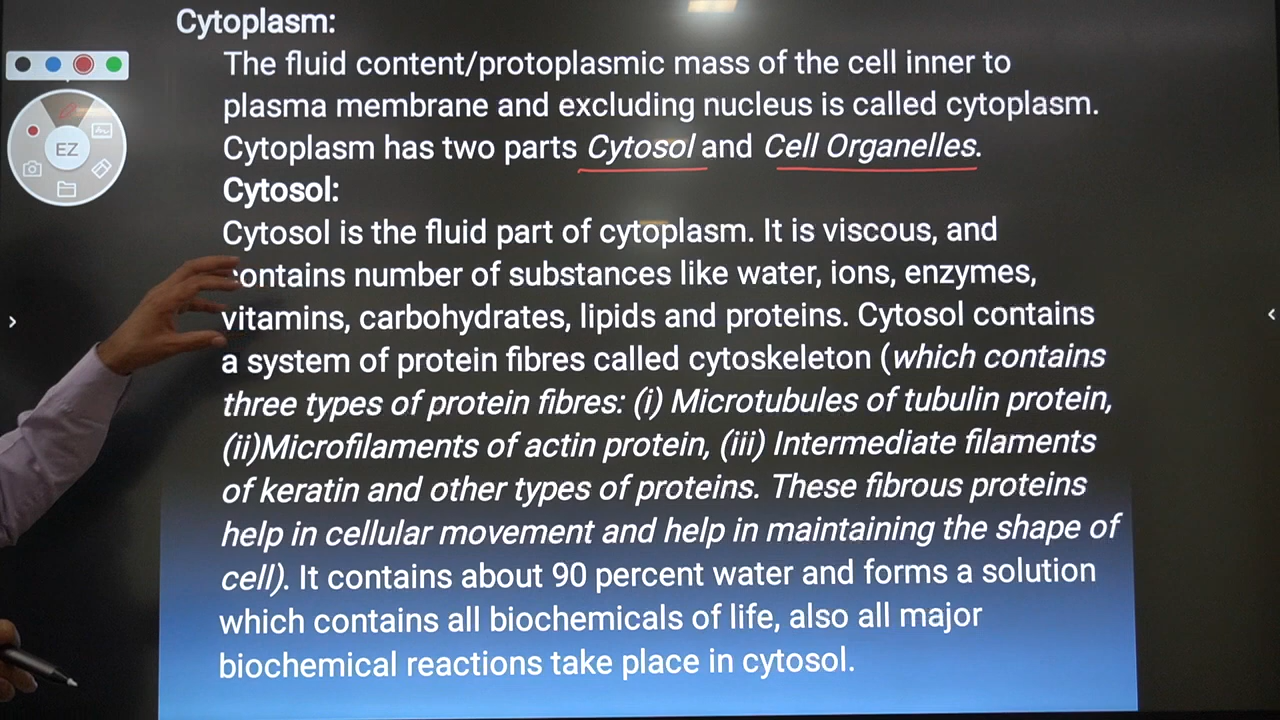 Cytoplasm:
The fluid content/protoplasmic mass of the cell inner to
plasma membrane and excluding nucleus is called cytoplasm.
Cytoplasm has two parts Cytosol and Cell Organelles.
Cytosol:
Cytosol is the fluid part of cytoplasm. It is viscous, and
contains number of substances like water, ions, enzymes,
vitamins, carbohydrates, lipids and proteins. Cytosol contains
a system of protein fibres called cytoskeleton (which contains
three types of protein fibres: (i) Microtubules of tubulin protein,
(ii)Microfilaments of actin protein, (iii) Intermediate filaments
of keratin and other types of proteins. These fibrous proteins
help in cellular movement and help in maintaining the shape of
cell). It contains about 90 percent water and forms a solution
which contains all biochemicals of life, also all major
biochemical reactions take place in cytosol.
EZ